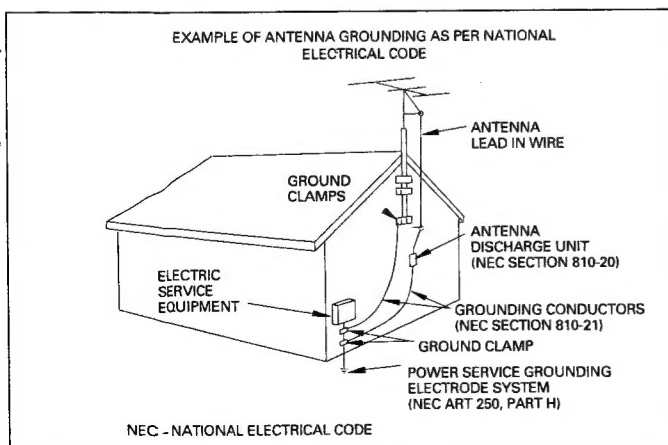 EXAMPLE OF ANTENNA GROUNDING AS PER NATIONAL
ELECTRICAL CODE
ANTENNA
LEAD IN WIRE
GROUND
CLAMPS
ANTENNA
DISCHARGE UNIT
(NEC SECTION 810-20)
ELECTRIC
SERVICE
EQUIPMENT
GROUNDING CONDUCTORS
(NEC SECTION 810-21)
GROUND CLAMP
POWER SERVICE GROUNDING
ELECTRODE SYSTEM
(NEC ART 250, PART H)
NEC - NATIONAL ELECTRICAL CODE